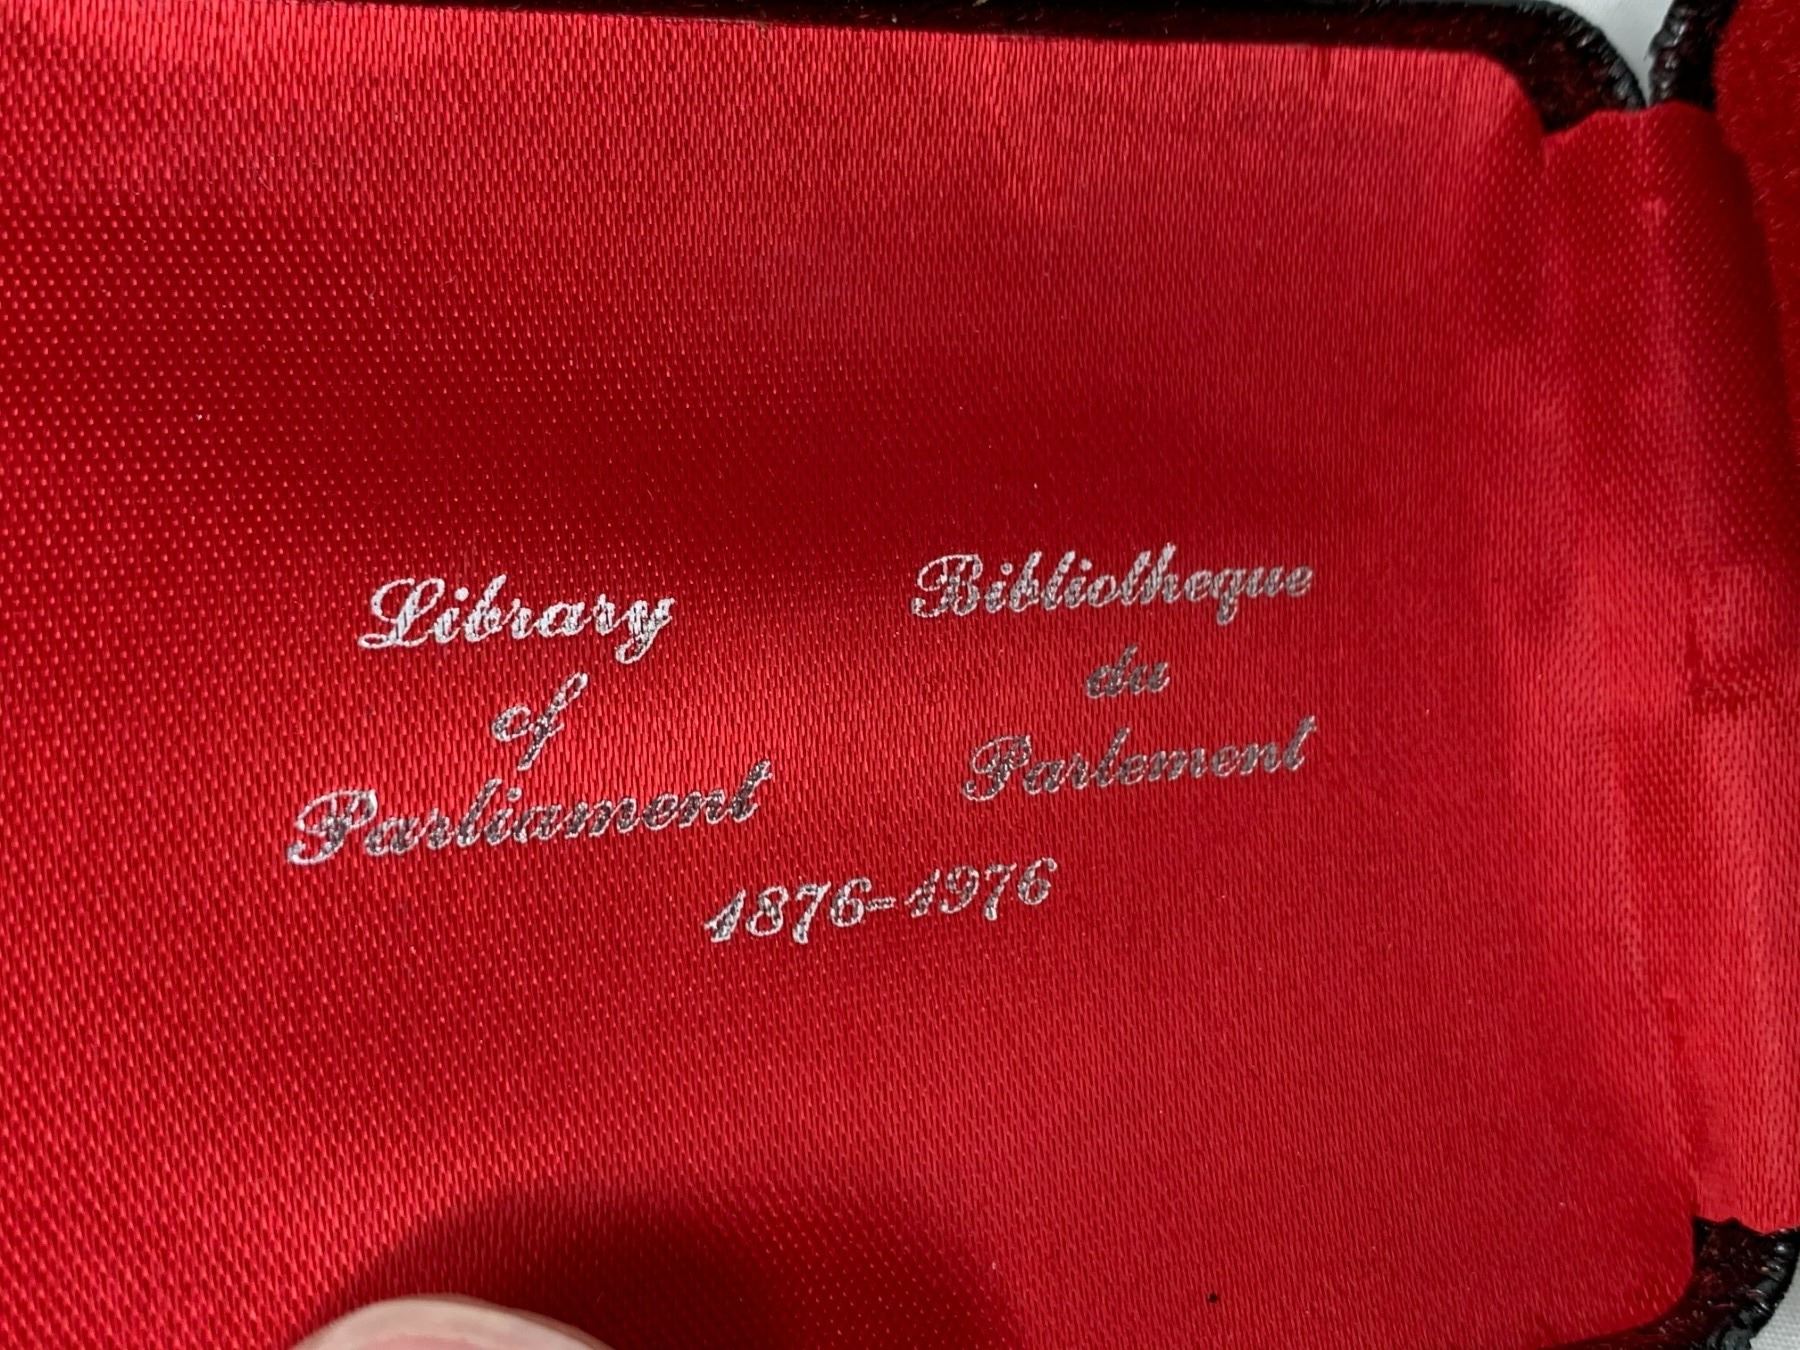 Library
of
Parliament
Bibliotheque
du
Parlement
1876-1976